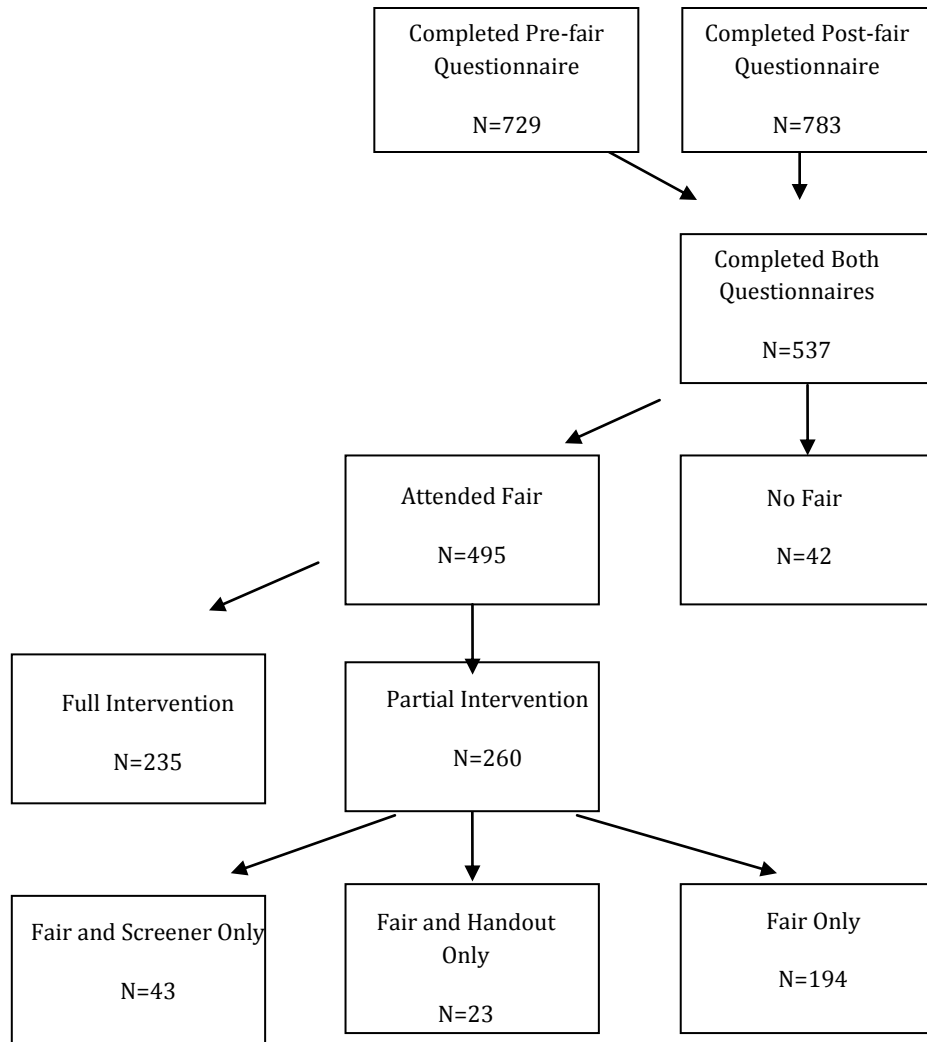 Completed Pre-fair
Questionnaire
N=729
Completed Post-fair
Questionnaire
N=783
Completed Both
Questionnaires
N=537
Attended Fair
N=495
No Fair
N=42
Full Intervention
N=235
Partial Intervention
N=260
Fair and Screener Only
N=43
Fair and Handout
Only
N=23
Fair Only
N=194